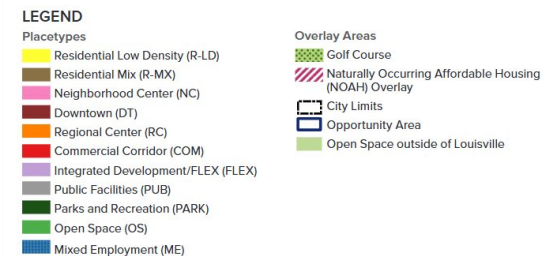 LEGEND
Placetypes
Residential Low Density (R-LD)
Residential Mix (R-MX)
Neighborhood Center (NC)
Downtown (DT)
Regional Center (RC)
Commercial Corridor (COM)
Integrated Development/FLEX (FLEX)
Public Facilities (PUB)
Parks and Recreation (PARK)
Open Space (OS)
Mixed Employment (ME)
Overlay Areas
Golf Course
Naturally Occurring Affordable Housing
(NOAH) Overlay
City Limits
Opportunity Area
Open Space outside of Louisville